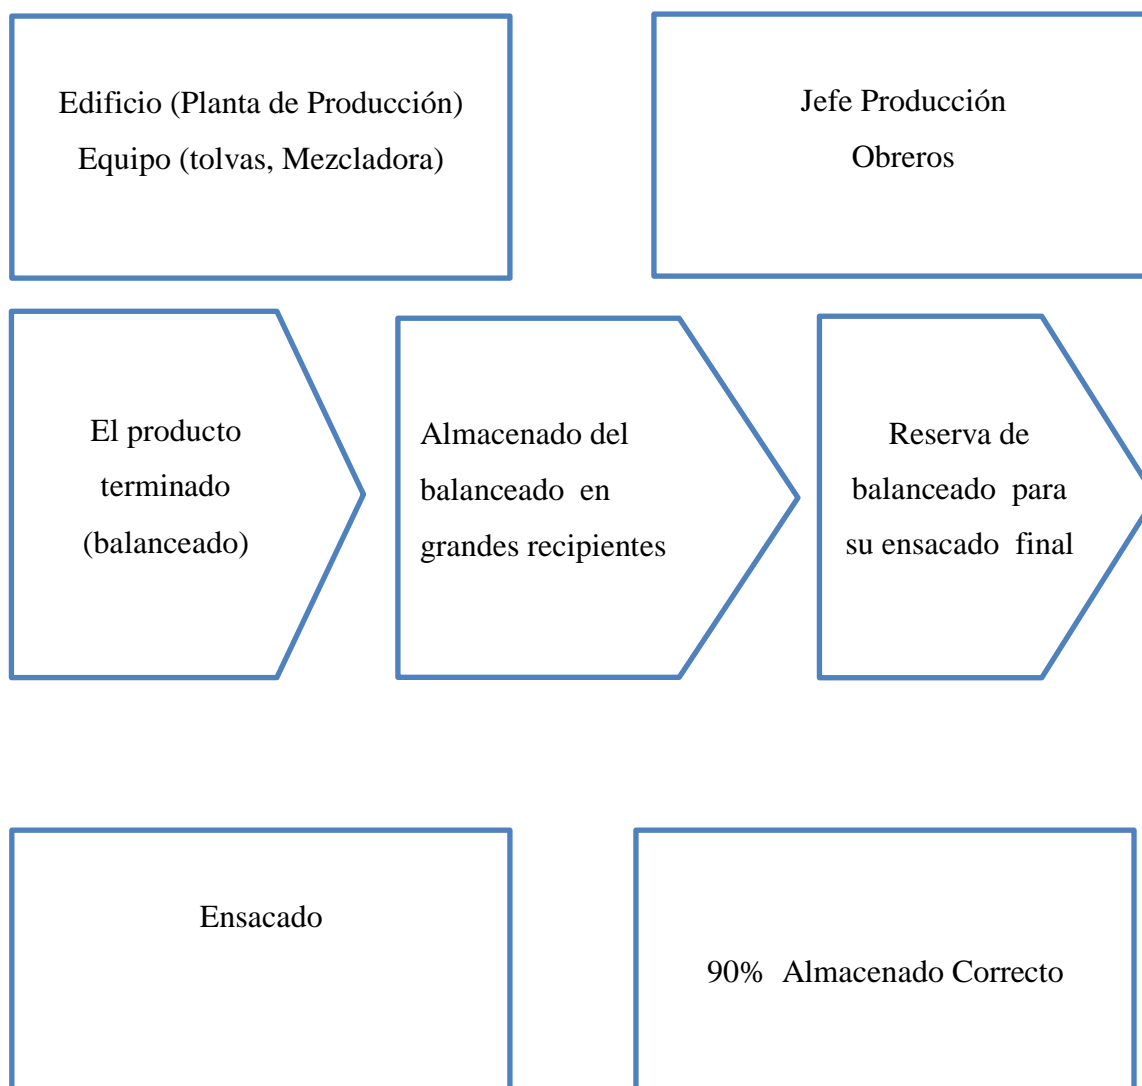 Edificio (Planta de Producción)
Equipo (tolvas, Mezcladora)
Jefe Producción
Obreros
El producto
terminado
(balanceado)
Almacenado del
balanceado en
grandes recipientes
Reserva de
balanceado para
su ensacado final
Ensacado
90% Almacenado Correcto